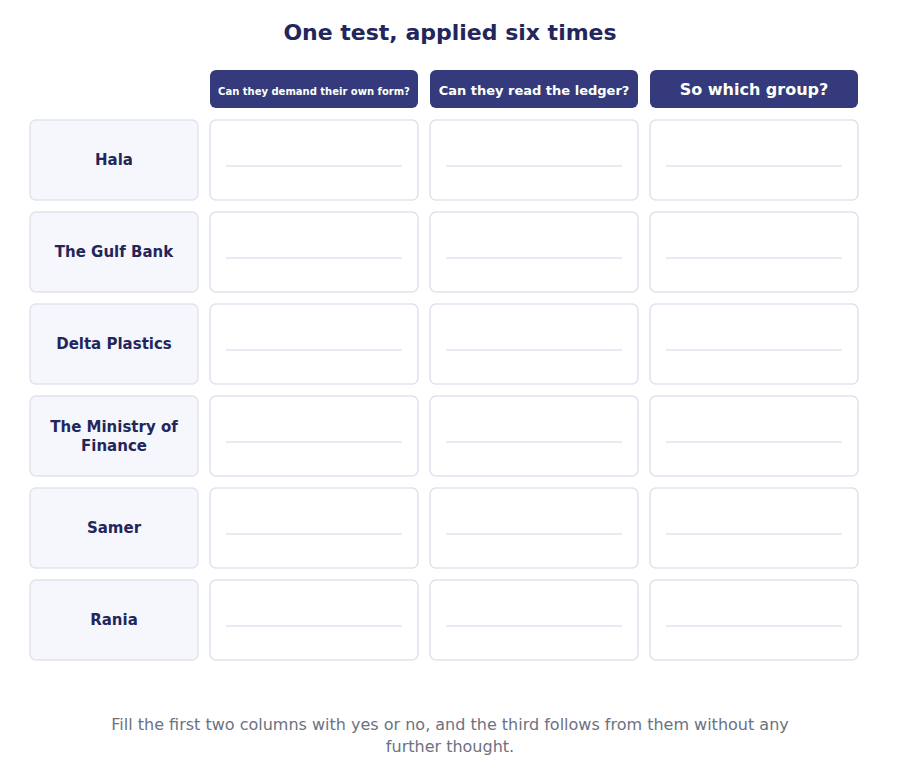 One test, applied six times
Can they demand their own form?
Can they read the ledger?
So which group?
Hala
The Gulf Bank
Delta Plastics
The Ministry of
Finance
Samer
Rania
Fill the first two columns with yes or no, and the third follows from them without any
further thought.